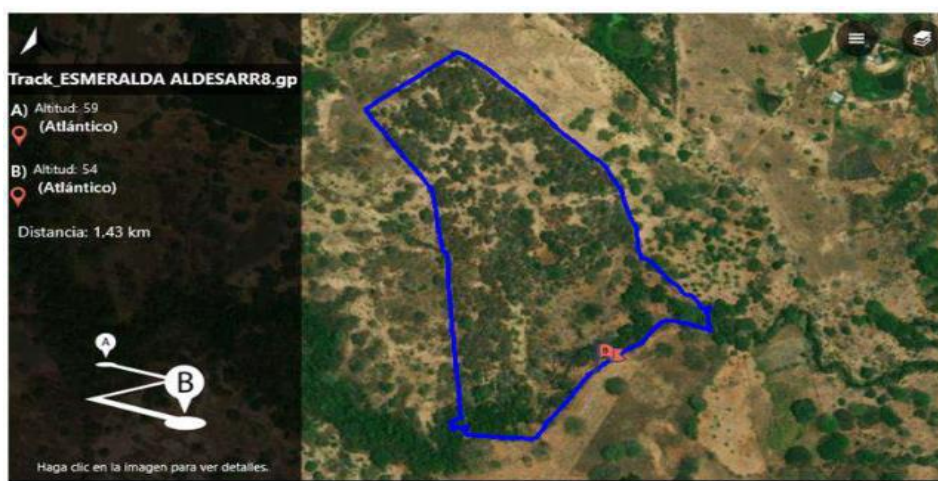 Track_ESMERALDA ALDESARR8.gp
A) Altitud: 59
(Atlántico)
B) Altitud: 54
(Atlántico)
Distancia: 1,43 km
A
B
Haga clic en la imagen para ver detalles.